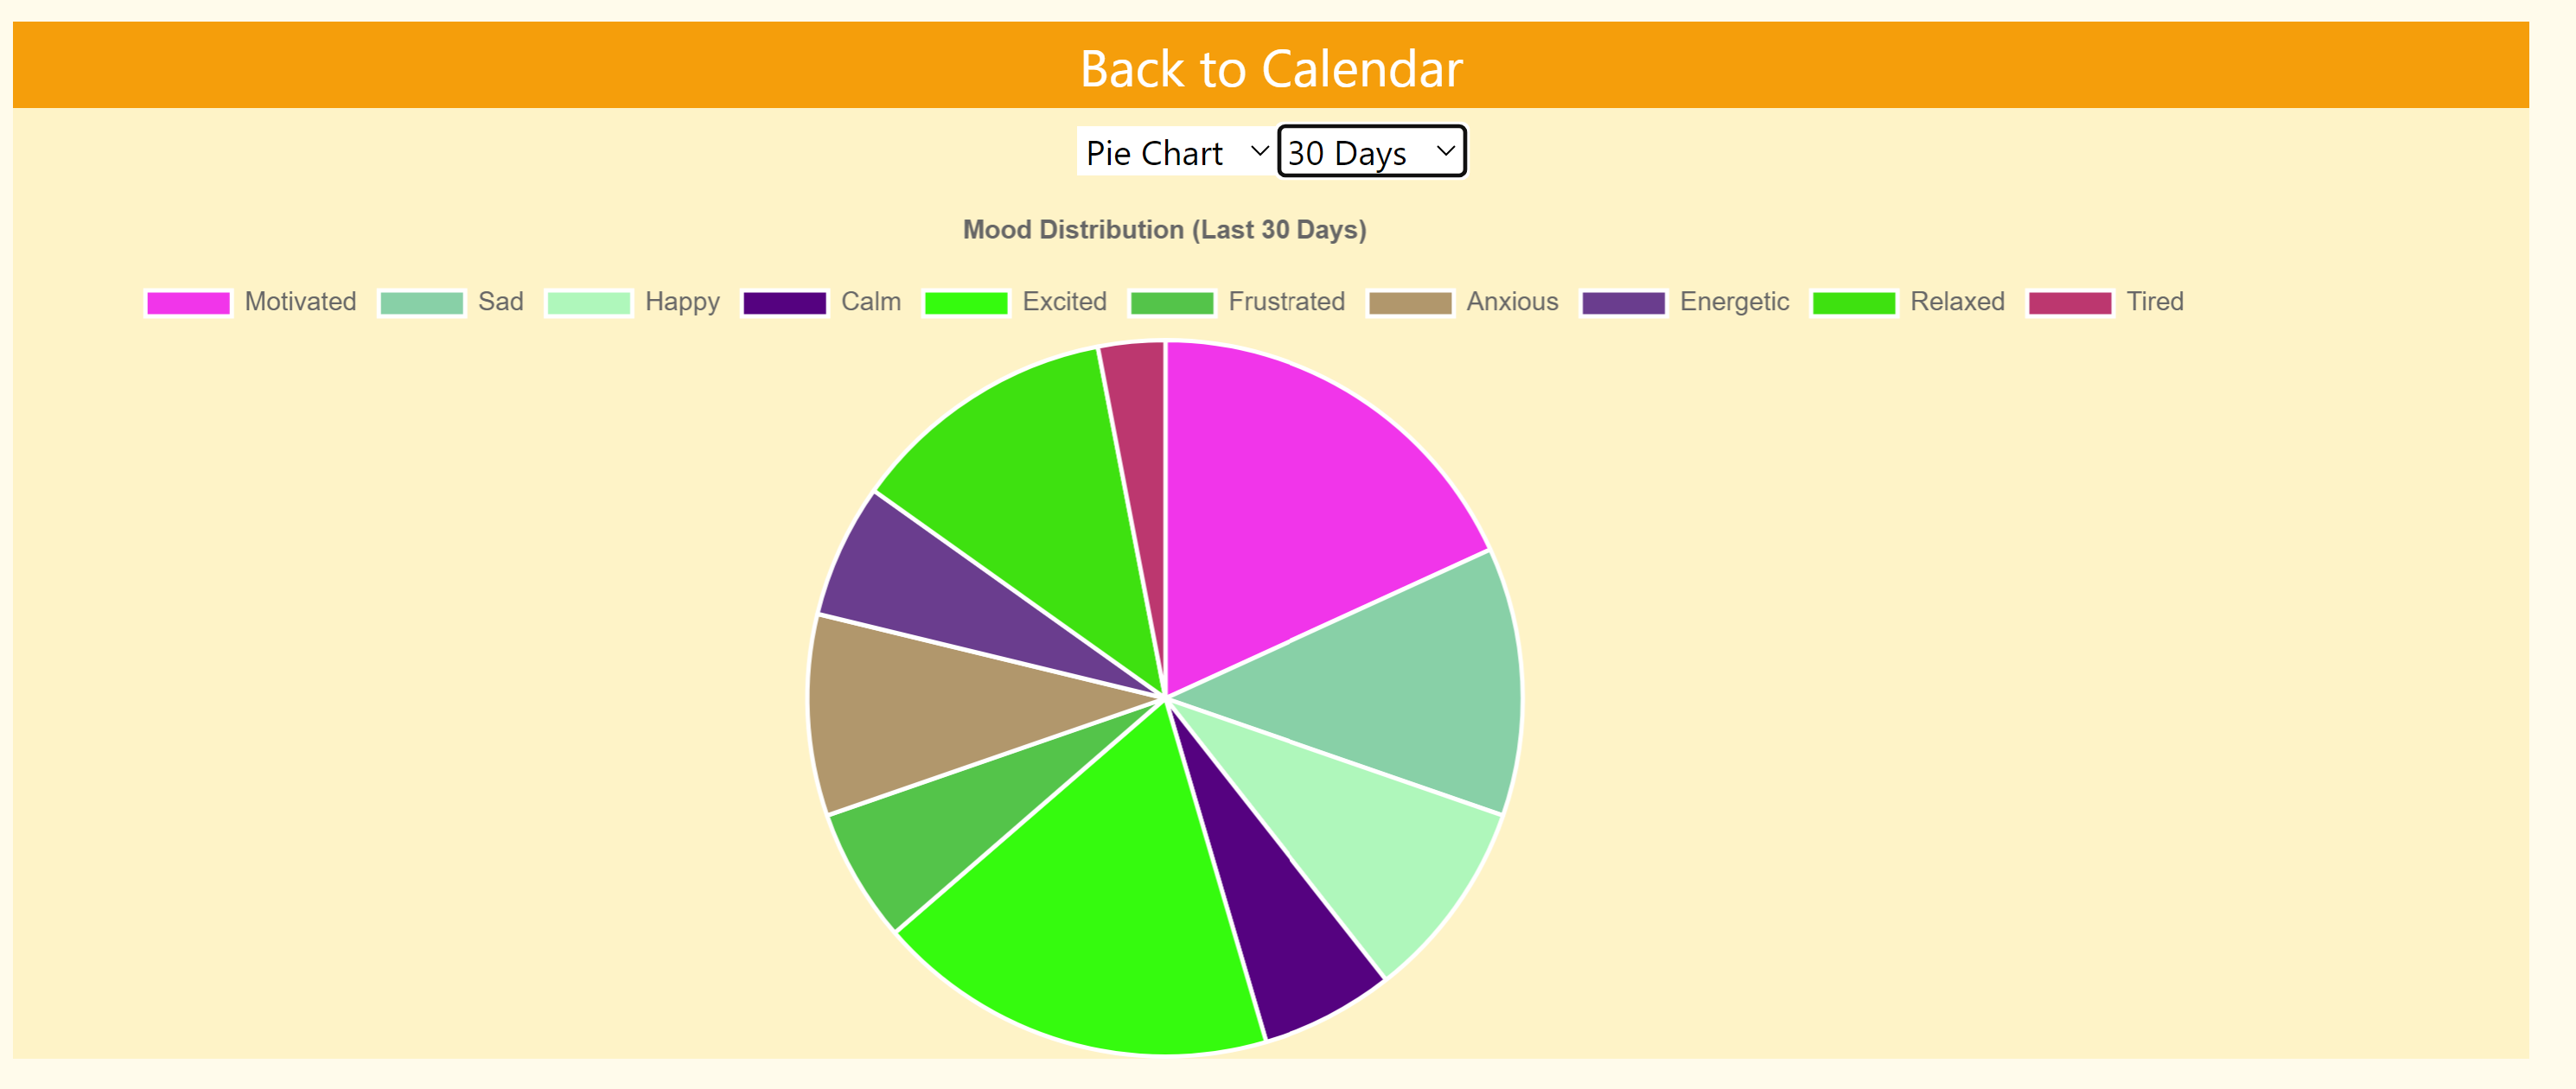 Back to Calendar
Pie Chart 30 Days
Mood Distribution (Last 30 Days)
Motivated Sad Happy Calm Excited Frustrated Anxious Energetic Relaxed Tired